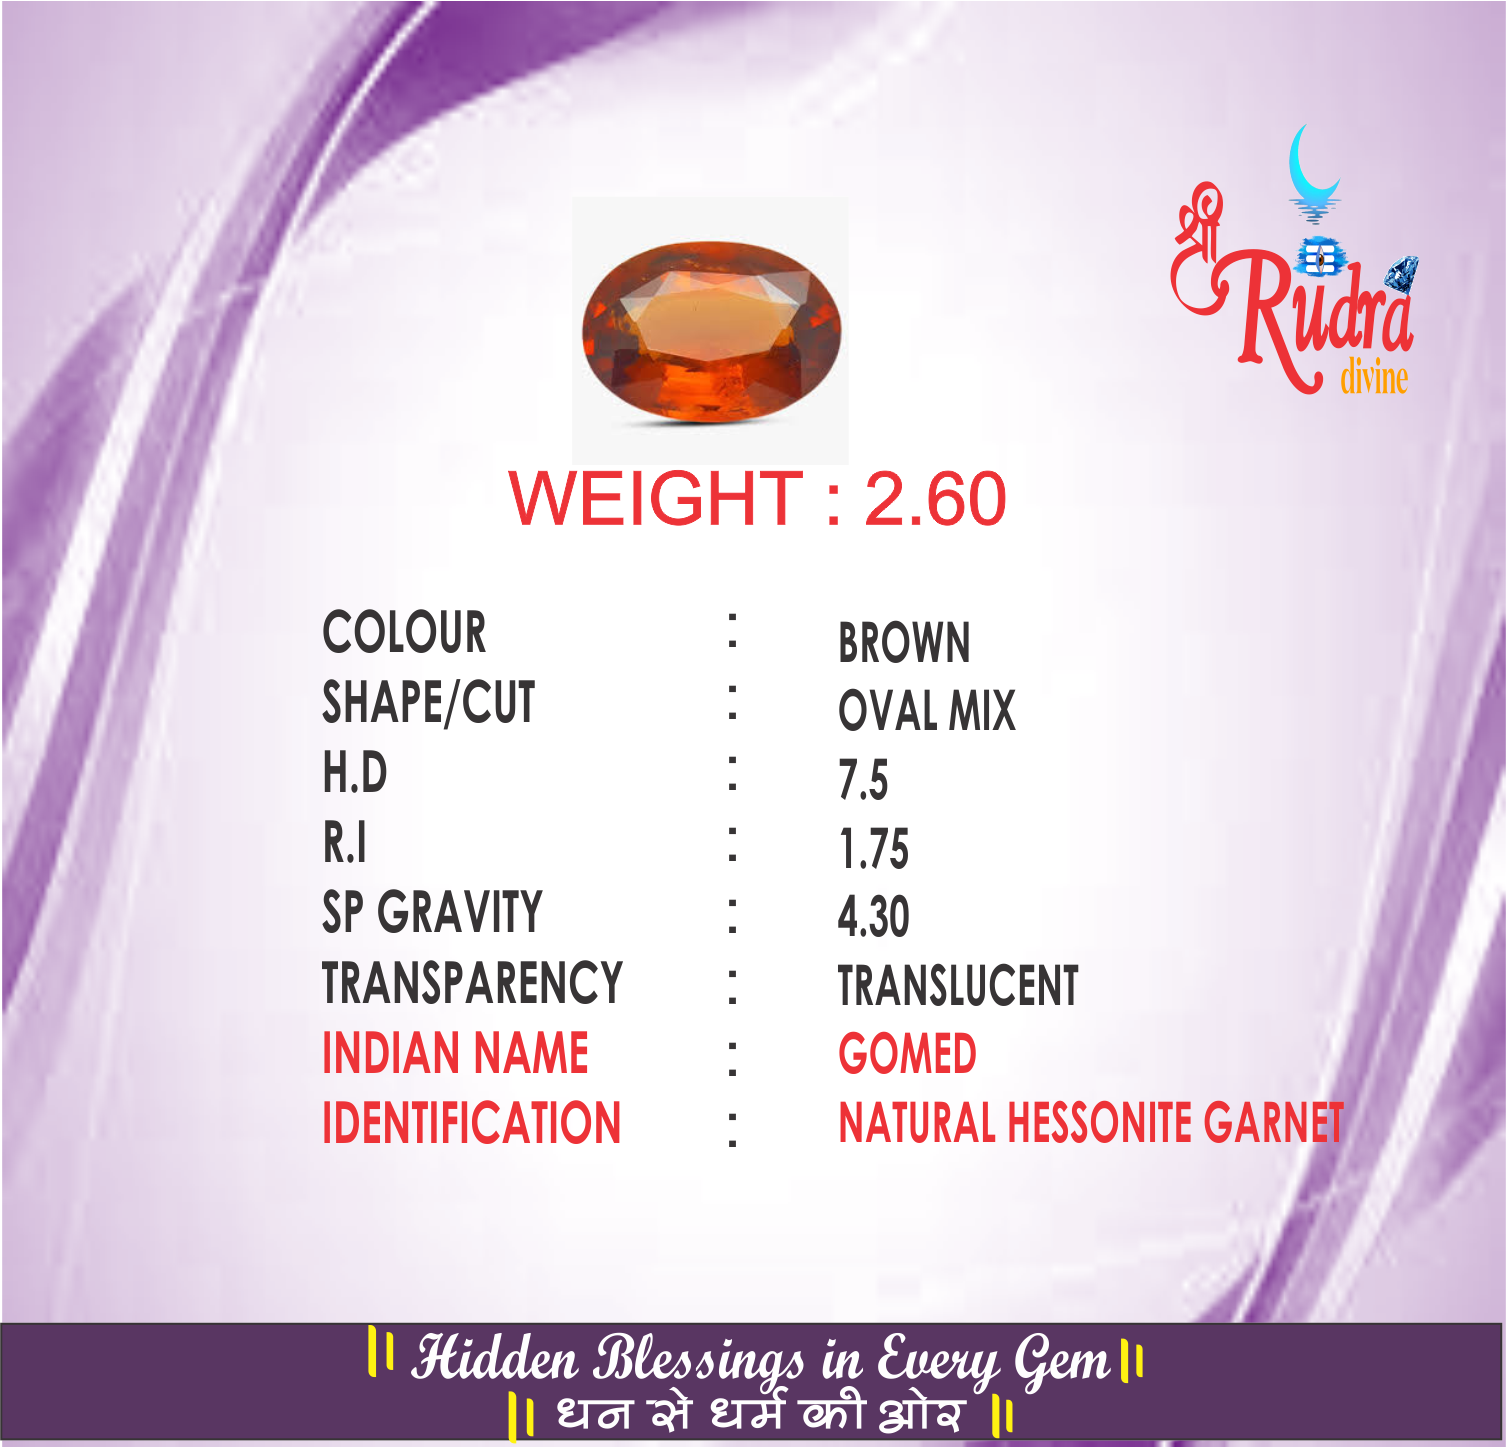 श्री Rudra
divine
WEIGHT : 2.60
COLOUR : BROWN
SHAPE/CUT : OVAL MIX
H.D : 7.5
R.I : 1.75
SP GRAVITY : 4.30
TRANSPARENCY : TRANSLUCENT
INDIAN NAME : GOMED
IDENTIFICATION : NATURAL HESSONITE GARNET
|| Hidden Blessings in Every Gem ||
|| धन से धर्म की ओर ||